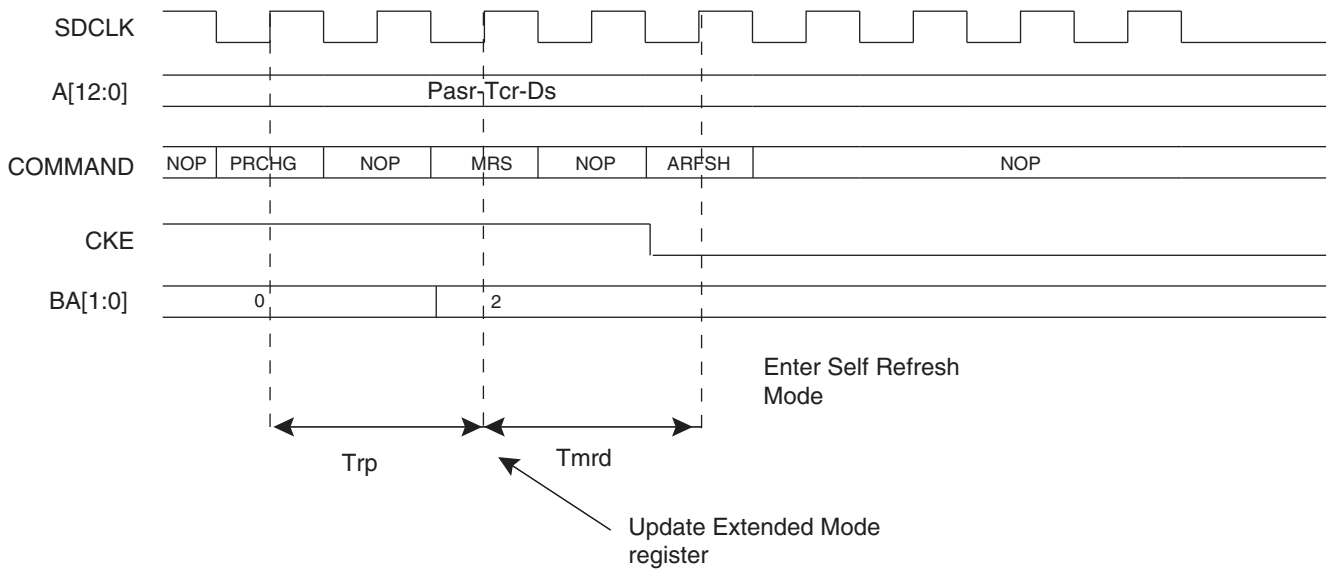 SDCLK
A[12:0]
Pasr-Tcr-Ds
COMMAND
NOP PRCHG NOP MRS NOP ARFSH NOP
CKE
BA[1:0]
0 2
Enter Self Refresh
Mode
Trp Tmrd
Update Extended Mode
register